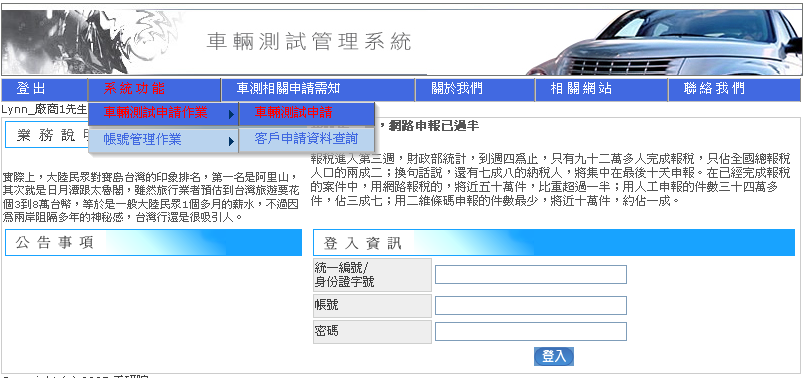 車輛測試管理系統
登出 系統功能 車測相關申請需知 關於我們 相關網站 聯絡我們
Lynn_廠商1先生
車輛測試申請作業 車輛測試申請
帳號管理作業 客戶申請資料查詢
業務說明
實際上，大陸民眾對寶島台灣的印象排名，第一名是阿里山，
其次就是日月潭跟太魯閣，雖然旅行業者預估到台灣旅遊要花
個3到8萬台幣，等於是一般大陸民眾1個多月的薪水，不過因
為兩岸阻隔多年的神秘感，台灣行還是很吸引人。
，網路申報已過半
報稅進入第三週，財政部統計，到週四為止，只有九十二萬多人完成報稅，只佔全國總報稅
人口的兩成二；換句話說，還有七成八的納稅人，將集中在最後十天申報。在已完成報稅
的案件中，用網路報稅的，將近五十萬件，比重超過一半；用人工申報的件數三十四萬多
件，佔三成七；用二維條碼申報的件數最少，將近十萬件，約佔一成。
公告事項
登入資訊
統一編號/
身份證字號
帳號
密碼
登入